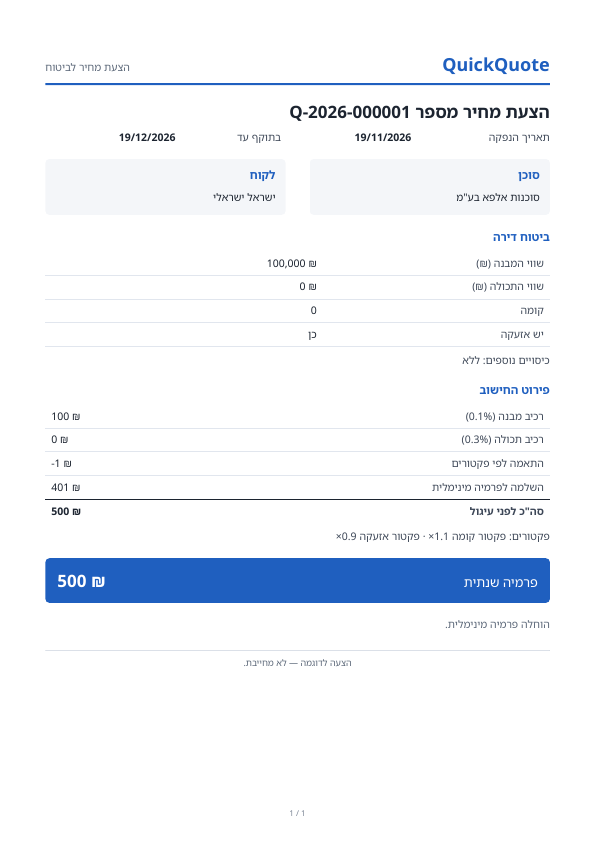 QuickQuote הצעת מחיר לביטוח
הצעת מחיר מספר Q-2026-000001
תאריך הנפקה 19/11/2026 בתוקף עד 19/12/2026
סוכן
סוכנות אלפא בע"מ
לקוח
ישראל ישראלי
ביטוח דירה
שווי המבנה (₪) 100,000 ₪
שווי התכולה (₪) 0 ₪
קומה 0
יש אזעקה כן
כיסויים נוספים: ללא
פירוט החישוב
רכיב מבנה (0.1%) 100 ₪
רכיב תכולה (0.3%) 0 ₪
התאמה לפי פקטורים -1 ₪
השלמה לפרמיה מינימלית 401 ₪
סה"כ לפני עיגול 500 ₪
פקטורים: פקטור קומה 1.1× · פקטור אזעקה 0.9×
פרמיה שנתית 500 ₪
הוחלה פרמיה מינימלית.
הצעה לדוגמה — לא מחייבת.
1 / 1